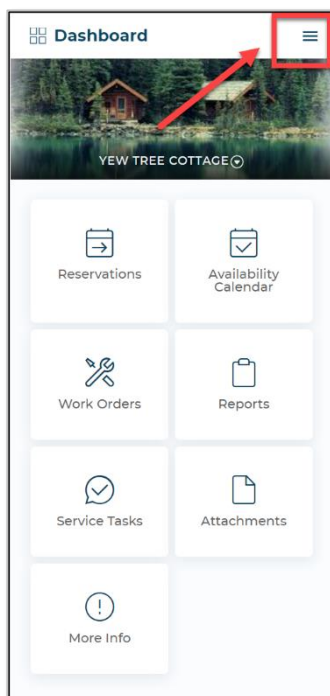 Dashboard
YEW TREE COTTAGE
Reservations
Availability
Calendar
Work Orders
Reports
Service Tasks
Attachments
More Info